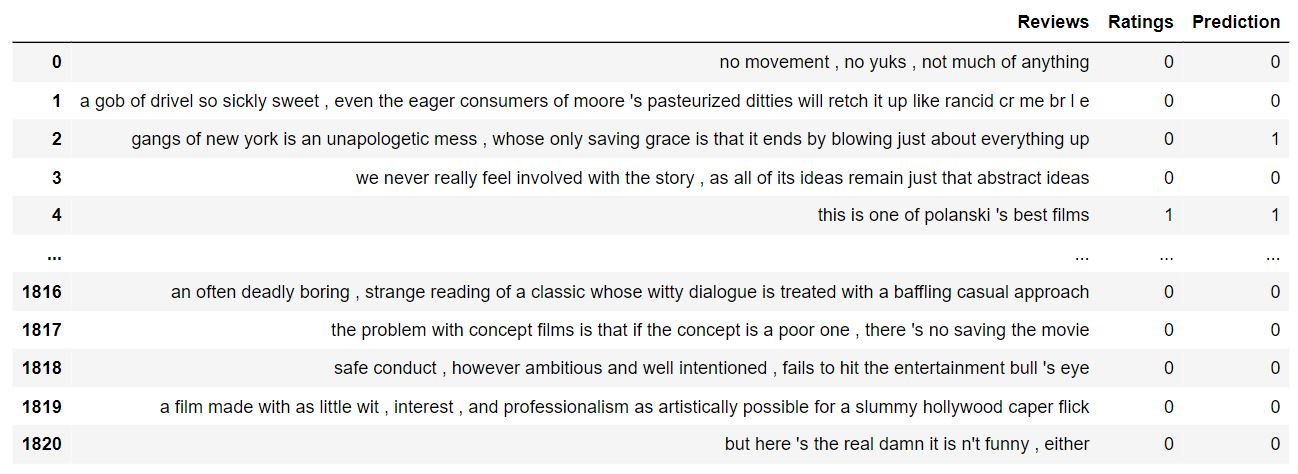 Reviews Ratings Prediction
0 no movement , no yuks , not much of anything 0 0
1 a gob of drivel so sickly sweet , even the eager consumers of moore 's pasteurized ditties will retch it up like rancid cr me br l e 0 0
2 gangs of new york is an unapologetic mess , whose only saving grace is that it ends by blowing just about everything up 0 1
3 we never really feel involved with the story , as all of its ideas remain just that abstract ideas 0 0
4 this is one of polanski 's best films 1 1
... ... ... ...
1816 an often deadly boring , strange reading of a classic whose witty dialogue is treated with a baffling casual approach 0 0
1817 the problem with concept films is that if the concept is a poor one , there 's no saving the movie 0 0
1818 safe conduct , however ambitious and well intentioned , fails to hit the entertainment bull 's eye 0 0
1819 a film made with as little wit , interest , and professionalism as artistically possible for a slummy hollywood caper flick 0 0
1820 but here 's the real damn it is n't funny , either 0 0